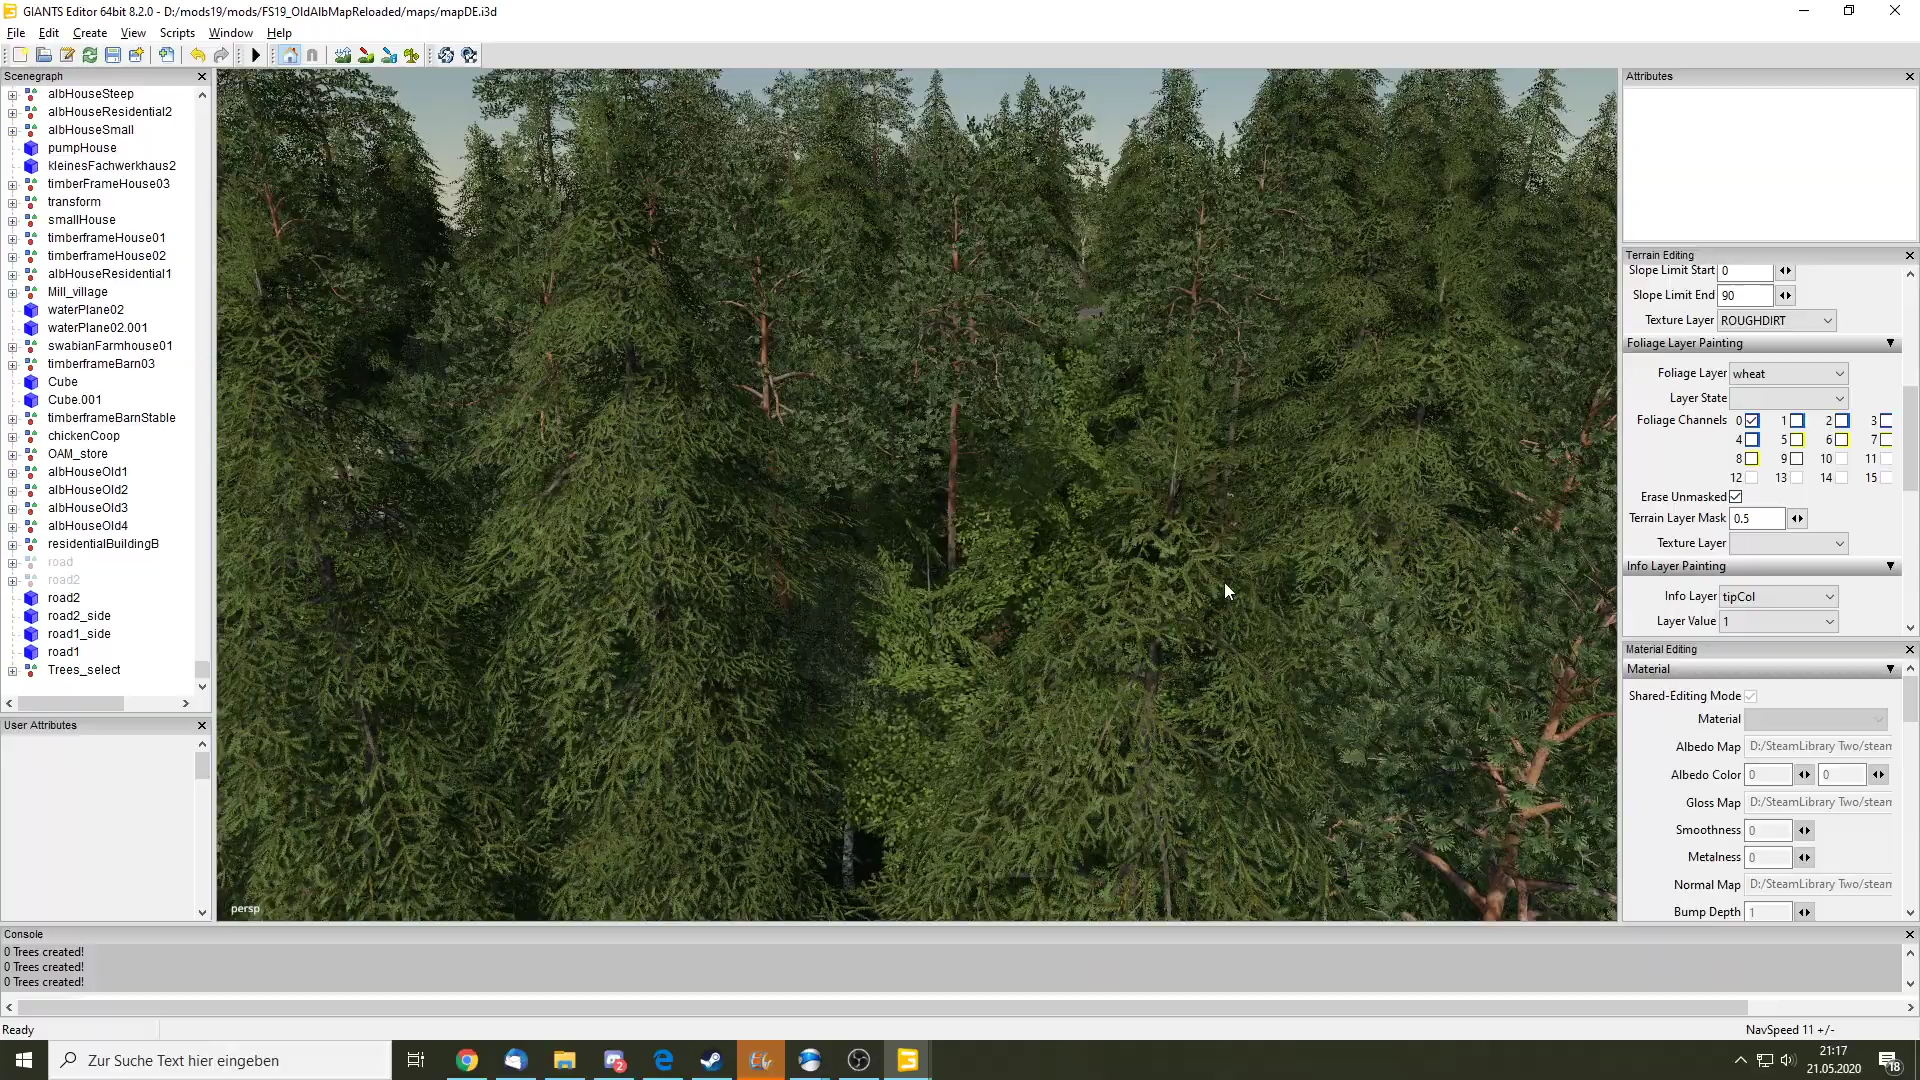 GIANTS Editor 64bit 8.2.0 - D:/mods19/mods/FS19_OldAlbMapReloaded/maps/mapDE.i3d
File Edit Create View Scripts Window Help
Scenegraph
albHouseSteep
albHouseResidential2
albHouseSmall
pumpHouse
kleinesFachwerkhaus2
timberFrameHouse03
transform
smallHouse
timberframeHouse01
timberframeHouse02
albHouseResidential1
Mill_village
waterPlane02
waterPlane02.001
swabianFarmhouse01
timberframeBarn03
Cube
Cube.001
timberframeBarnStable
chickenCoop
OAM_store
albHouseOld1
albHouseOld2
albHouseOld3
albHouseOld4
residentialBuildingB
road
road2
road2
road2_side
road1_side
road1
Trees_select
User Attributes
persp
Attributes
Terrain Editing
Slope Limit Start 0
Slope Limit End 90
Texture Layer ROUGHDIRT
Foliage Layer Painting
Foliage Layer wheat
Layer State
Foliage Channels 0 1 2 3
4 5 6 7
8 9 10 11
12 13 14 15
Erase Unmasked
Terrain Layer Mask 0.5
Texture Layer
Info Layer Painting
Info Layer tipCol
Layer Value 1
Material Editing
Material
Shared-Editing Mode
Material
Albedo Map D:/SteamLibrary Two/steam
Albedo Color 0 0
Gloss Map D:/SteamLibrary Two/steam
Smoothness 0
Metalness 0
Normal Map D:/SteamLibrary Two/steam
Bump Depth 1
Console
0 Trees created!
0 Trees created!
0 Trees created!
Ready
NavSpeed 11 +/-
Zur Suche Text hier eingeben
2
21:17
21.05.2020
18